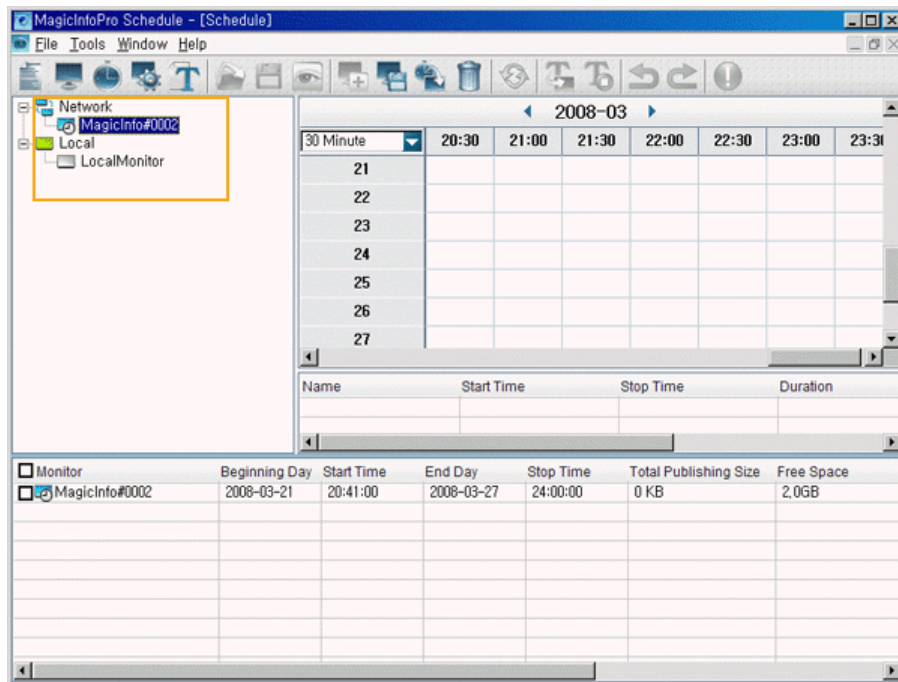 MagicInfoPro Schedule - [Schedule]
File Tools Window Help
Network
MagicInfo#0002
Local
LocalMonitor
2008-03
30 Minute 20:30 21:00 21:30 22:00 22:30 23:00 23:30
21
22
23
24
25
26
27
Name Start Time Stop Time Duration
Monitor Beginning Day Start Time End Day Stop Time Total Publishing Size Free Space
MagicInfo#0002 2008-03-21 20:41:00 2008-03-27 24:00:00 0 KB 2,0GB